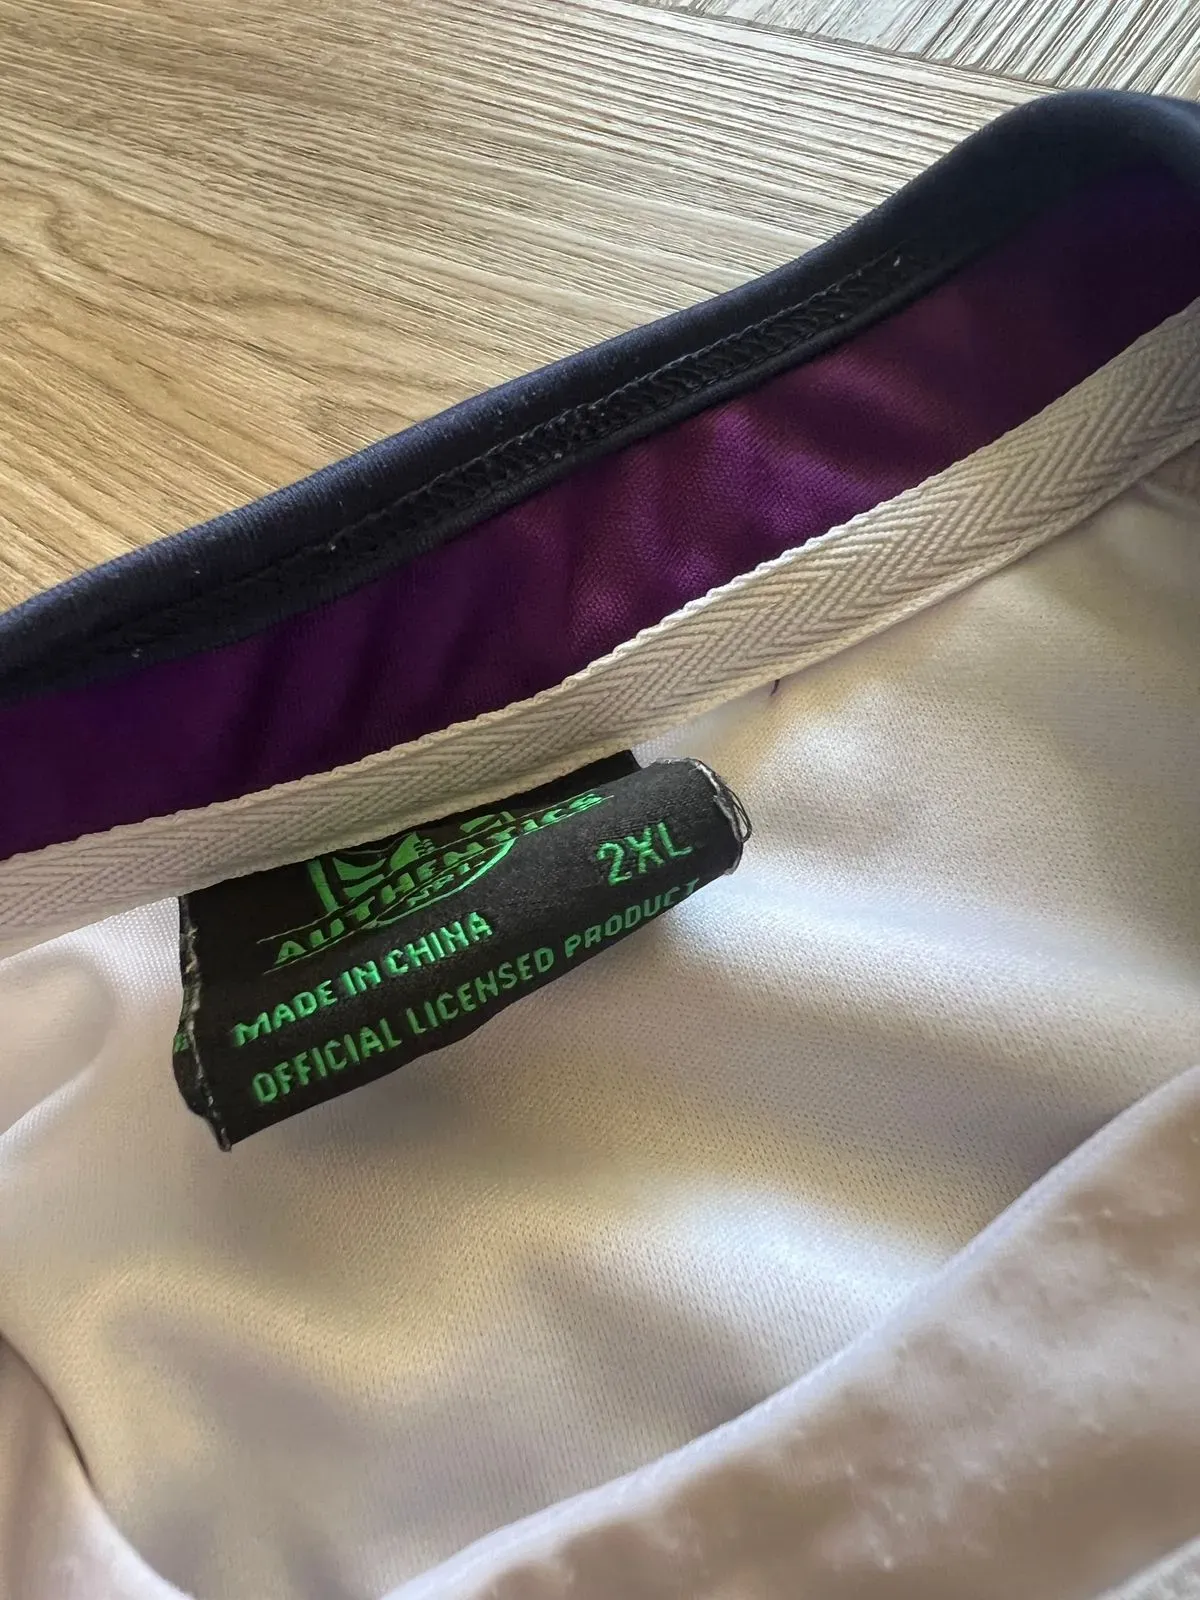 AUTHENTICS
NRL
2XL
MADE IN CHINA
OFFICIAL LICENSED PRODUCT